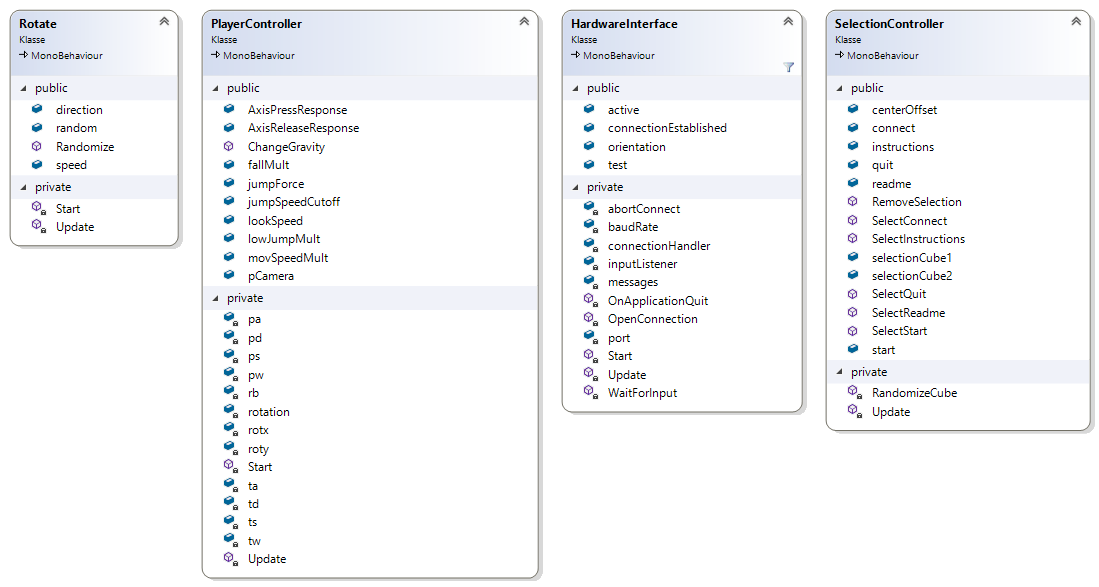 Rotate
Klasse
MonoBehaviour
public
direction
random
Randomize
speed
private
Start
Update
PlayerController
Klasse
MonoBehaviour
public
AxisPressResponse
AxisReleaseResponse
ChangeGravity
fallMult
jumpForce
jumpSpeedCutoff
lookSpeed
lowJumpMult
movSpeedMult
pCamera
private
pa
pd
ps
pw
rb
rotation
rotx
roty
Start
ta
td
ts
tw
Update
HardwareInterface
Klasse
MonoBehaviour
public
active
connectionEstablished
orientation
test
private
abortConnect
baudRate
connectionHandler
inputListener
messages
OnApplicationQuit
OpenConnection
port
Start
Update
WaitForInput
SelectionController
Klasse
MonoBehaviour
public
centerOffset
connect
instructions
quit
readme
RemoveSelection
SelectConnect
SelectInstructions
selectionCube1
selectionCube2
SelectQuit
SelectReadme
SelectStart
start
private
RandomizeCube
Update